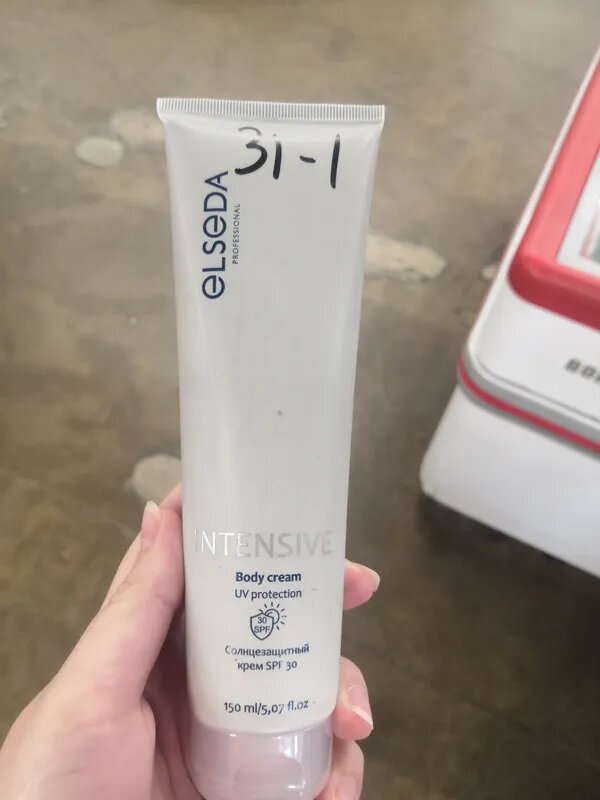 31-1
eLSeDA
PROFESSIONAL
INTENSIVE
Body cream
UV protection
30
SPF
Солнцезащитный
крем SPF 30
150 ml/5,07 fl.oz